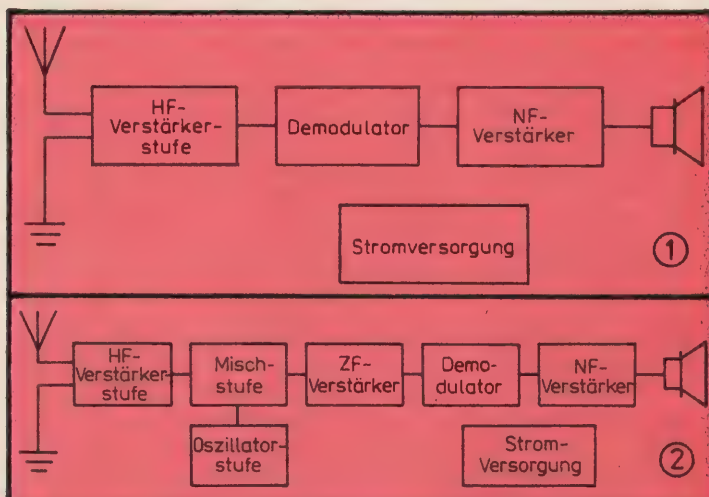 HF-
Verstärker-
stufe
Demodulator
NF-
Verstärker
Stromversorgung
1
HF-
Verstärker-
stufe
Misch-
stufe
ZF-
Verstärker
Demo-
dulator
NF-
Verstärker
Oszillator-
stufe
Strom-
Versorgung
2